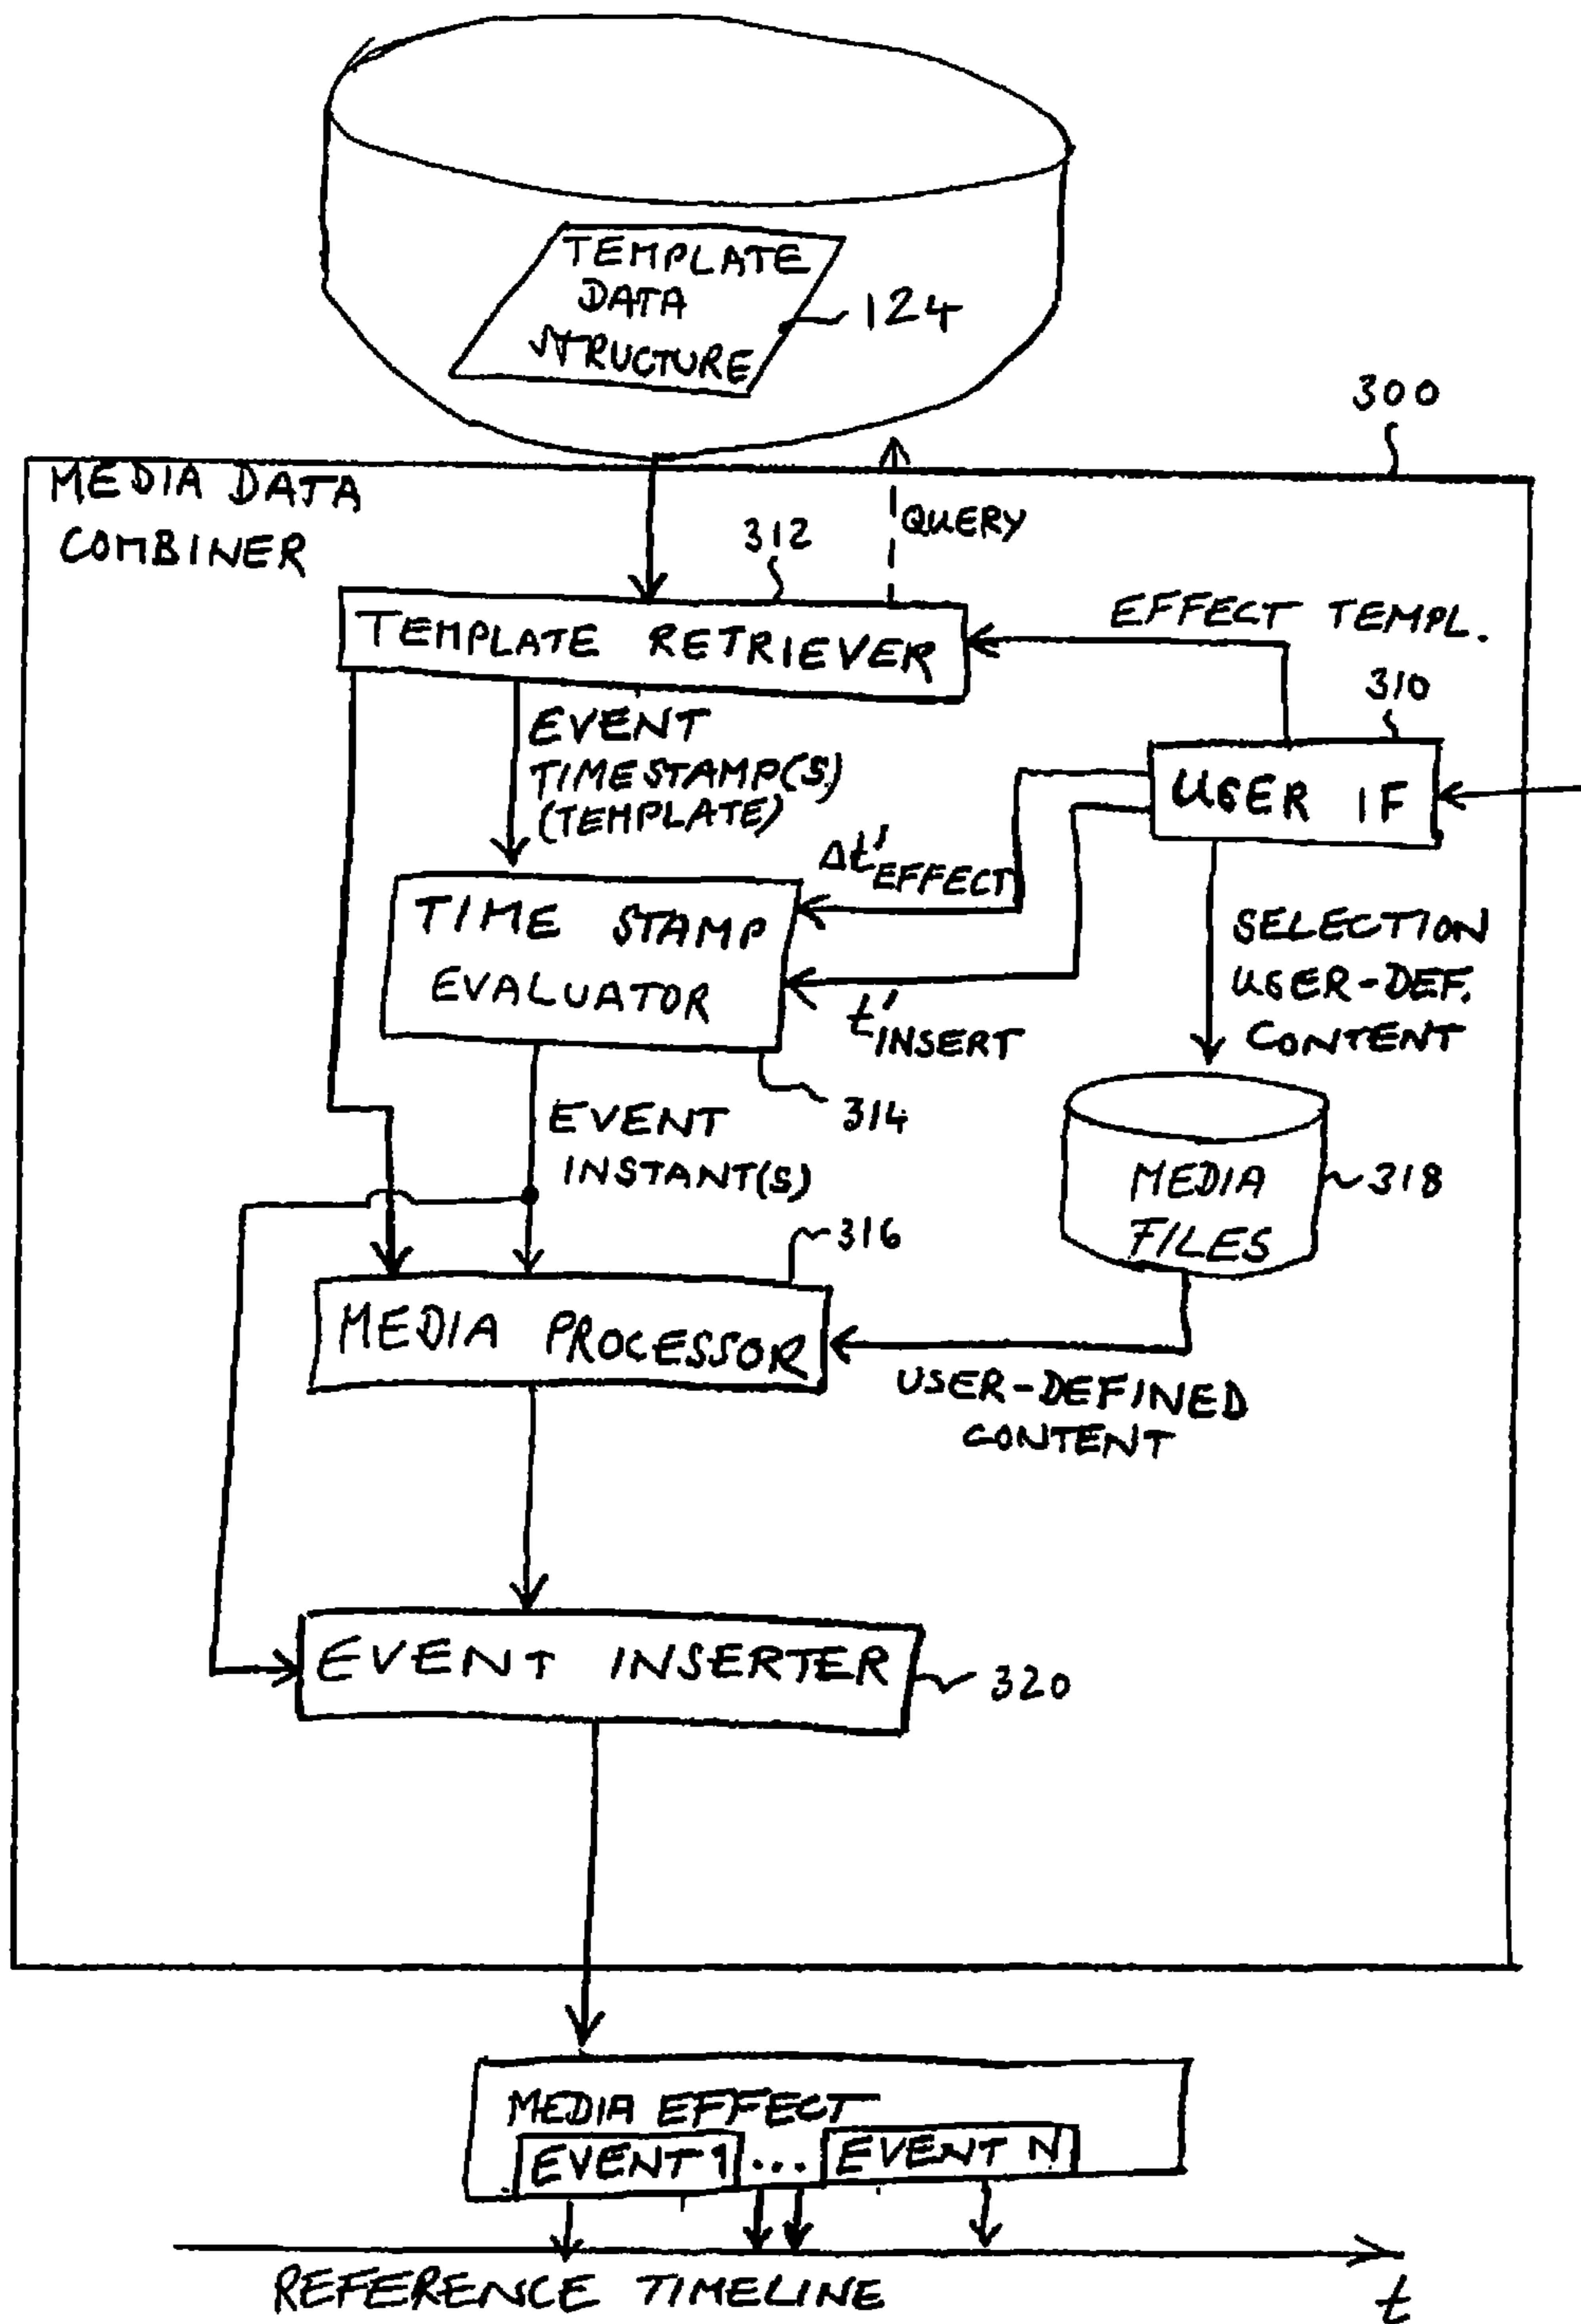 TEMPLATE
DATA
STRUCTURE
124
300
MEDIA DATA
COMBINER
312
QUERY
TEMPLATE RETRIEVER
EFFECT TEMPL.
310
EVENT
TIMESTAMP(S)
(TEMPLATE)
USER IF
Δt'EFFECT
TIME STAMP
EVALUATOR
t'INSERT
SELECTION
USER-DEF.
CONTENT
314
EVENT
INSTANT(S)
MEDIA
FILES
318
316
MEDIA PROCESSOR
USER-DEFINED
CONTENT
EVENT INSERTER
320
MEDIA EFFECT
EVENT 1 ... EVENT N
REFERENCE TIMELINE
t